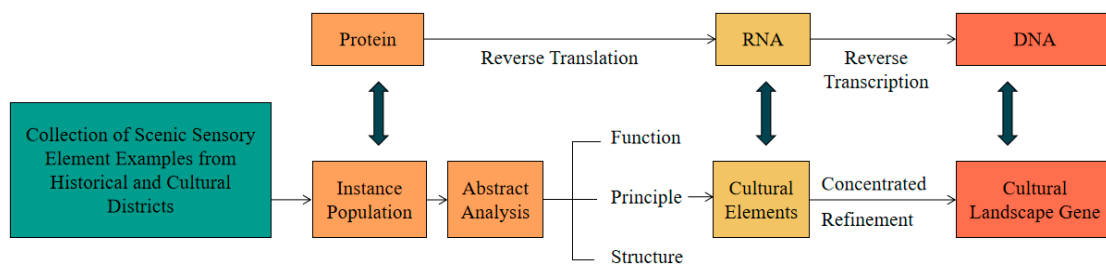 Protein
Reverse Translation
RNA
Reverse
Transcription
DNA
Collection of Scenic Sensory
Element Examples from
Historical and Cultural
Districts
Instance
Population
Abstract
Analysis
Function
Principle
Structure
Cultural
Elements
Concentrated
Refinement
Cultural
Landscape Gene